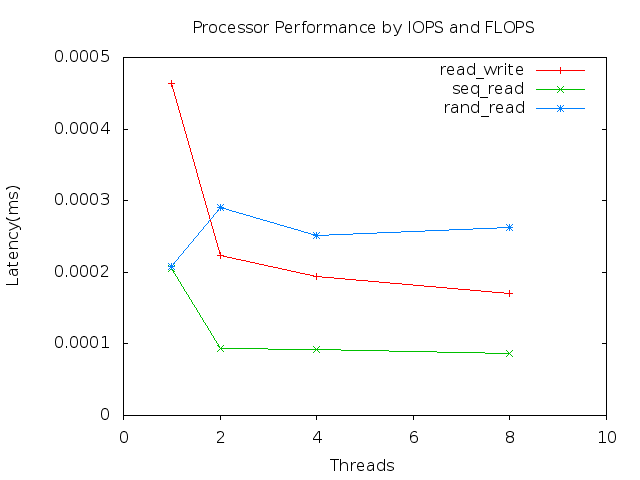 Processor Performance by IOPS and FLOPS
0.0005
0.0004
0.0003
0.0002
0.0001
0
Latency(ms)
read_write
seq_read
rand_read
0 2 4 6 8 10
Threads